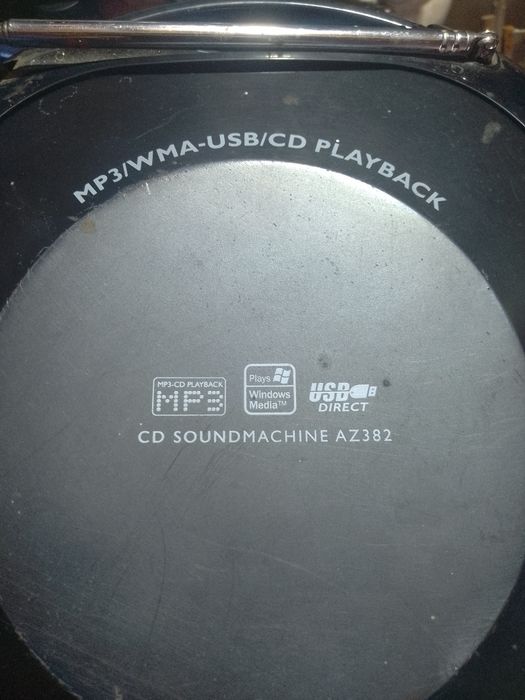 MP3/WMA-USB/CD PLAYBACK
MP3-CD PLAYBACK
MP3
Plays
Windows
Media™
USB
DIRECT
CD SOUNDMACHINE AZ382